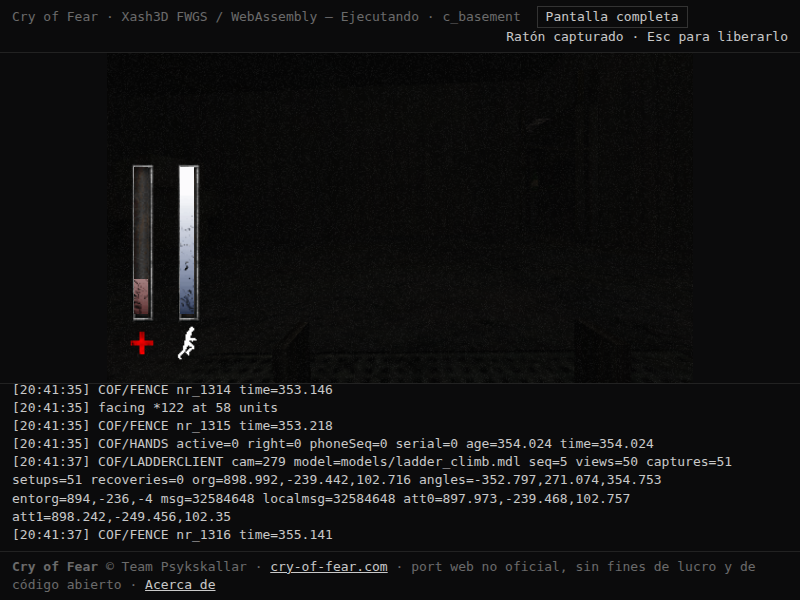 Cry of Fear · Xash3D FWGS / WebAssembly — Ejecutando · c_basement
Pantalla completa
Ratón capturado · Esc para liberarlo
[20:41:35] COF/FENCE nr_1314 time=353.146
[20:41:35] facing *122 at 58 units
[20:41:35] COF/FENCE nr_1315 time=353.218
[20:41:35] COF/HANDS active=0 right=0 phoneSeq=0 serial=0 age=354.024 time=354.024
[20:41:37] COF/LADDERCLIENT cam=279 model=models/ladder_climb.mdl seq=5 views=50 captures=51
setups=51 recoveries=0 org=898.992,-239.442,102.716 angles=-352.797,271.074,354.753
entorg=894,-236,-4 msg=32584648 localmsg=32584648 att0=897.973,-239.468,102.757
att1=898.242,-249.456,102.35
[20:41:37] COF/FENCE nr_1316 time=355.141
Cry of Fear © Team Psykskallar · cry-of-fear.com · port web no oficial, sin fines de lucro y de
código abierto · Acerca de